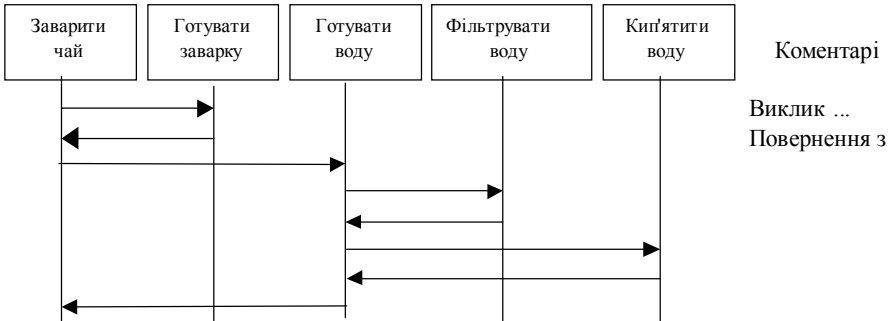 Заварити
чай
Готувати
заварку
Готувати
воду
Фільтрувати
воду
Кип'ятити
воду
Коментарі
Виклик ...
Повернення з